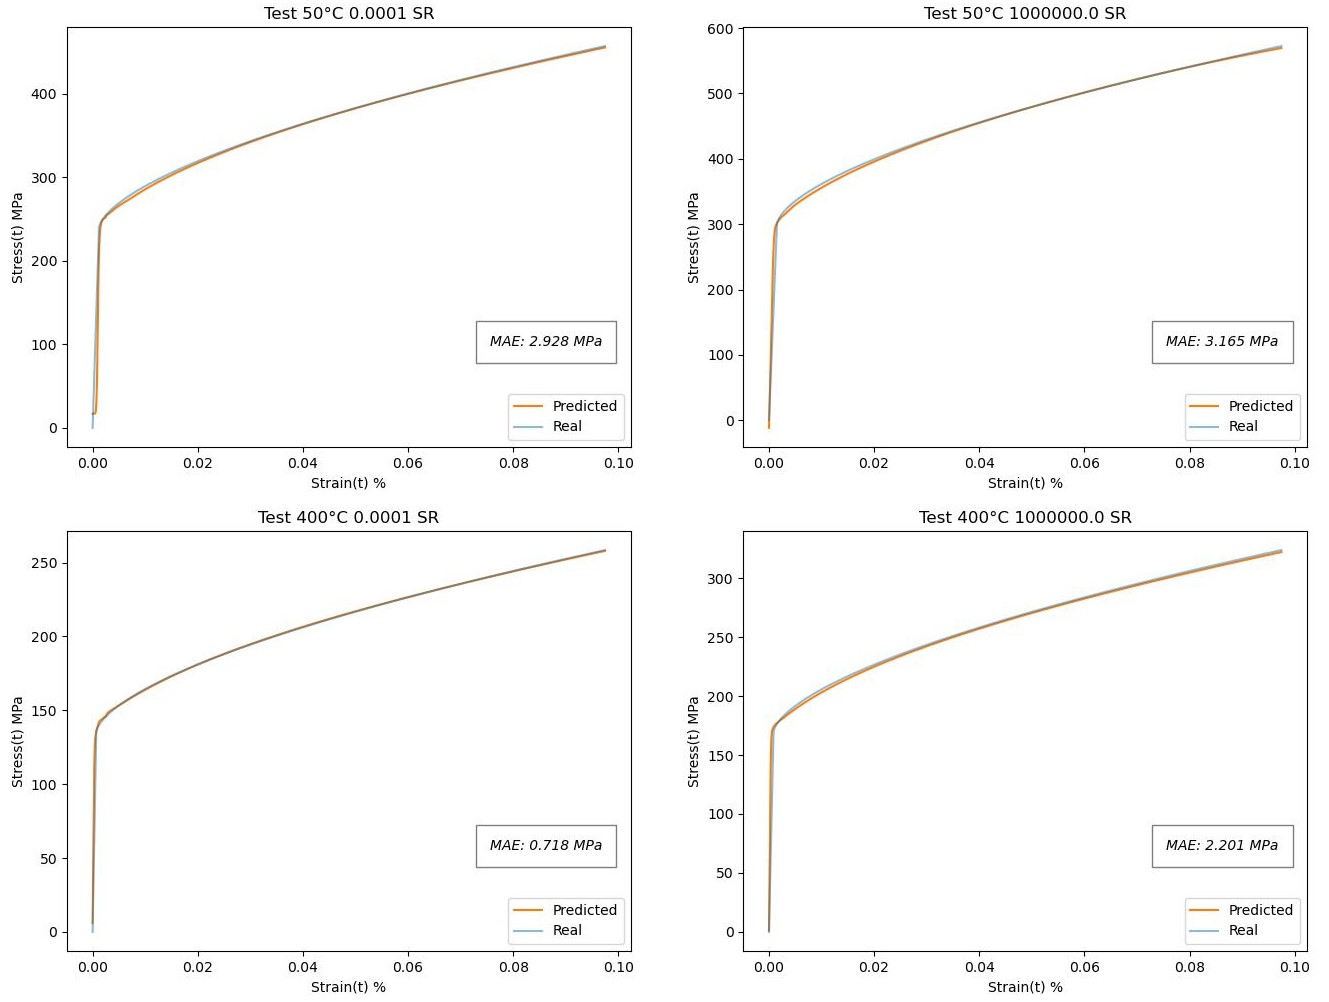 Test 50°C 0.0001 SR
Stress(t) MPa
400
300
200
100
0
MAE: 2.928 MPa
Predicted
Real
0.00 0.02 0.04 0.06 0.08 0.10
Strain(t) %
Test 50°C 1000000.0 SR
Stress(t) MPa
600
500
400
300
200
100
0
MAE: 3.165 MPa
Predicted
Real
0.00 0.02 0.04 0.06 0.08 0.10
Strain(t) %
Test 400°C 0.0001 SR
Stress(t) MPa
250
200
150
100
50
0
MAE: 0.718 MPa
Predicted
Real
0.00 0.02 0.04 0.06 0.08 0.10
Strain(t) %
Test 400°C 1000000.0 SR
Stress(t) MPa
300
250
200
150
100
50
0
MAE: 2.201 MPa
Predicted
Real
0.00 0.02 0.04 0.06 0.08 0.10
Strain(t) %